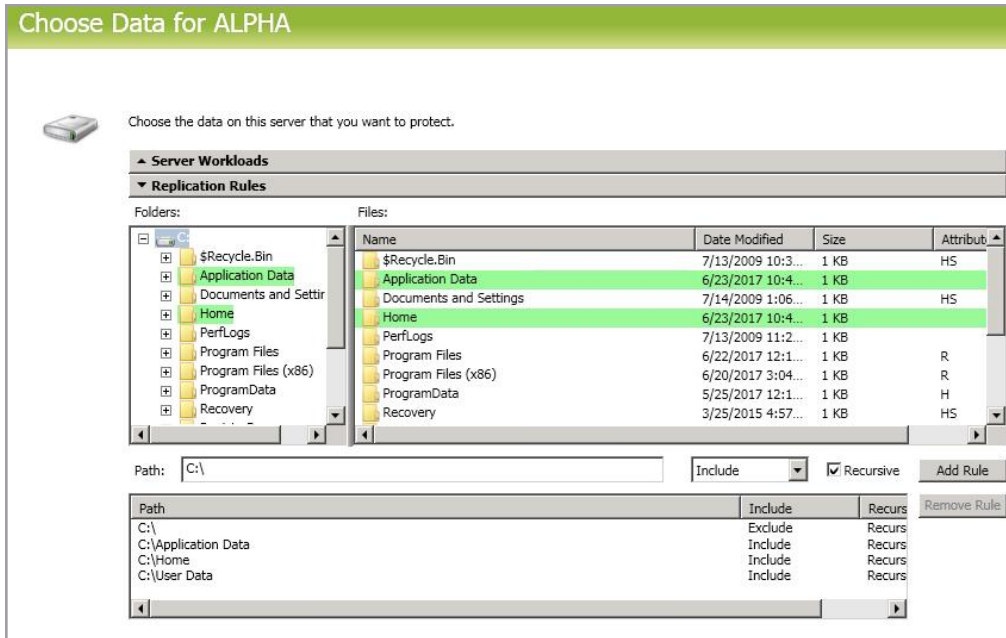 Choose Data for ALPHA
Choose the data on this server that you want to protect.
Server Workloads
Replication Rules
Folders: Files:
C:
$Recycle.Bin
Application Data
Documents and Settir
Home
PerfLogs
Program Files
Program Files (x86)
ProgramData
Recovery
Name Date Modified Size Attribut
$Recycle.Bin 7/13/2009 10:3... 1 KB HS
Application Data 6/23/2017 10:4... 1 KB
Documents and Settings 7/14/2009 1:06... 1 KB HS
Home 6/23/2017 10:4... 1 KB
PerfLogs 7/13/2009 11:2... 1 KB
Program Files 6/22/2017 12:1... 1 KB R
Program Files (x86) 6/20/2017 3:04... 1 KB R
ProgramData 5/25/2017 12:1... 1 KB H
Recovery 3/25/2015 4:57... 1 KB HS
Path: C:\ Include Recursive Add Rule
Path Include Recurs Remove Rule
C:\ Exclude Recurs
C:\Application Data Include Recurs
C:\Home Include Recurs
C:\User Data Include Recurs